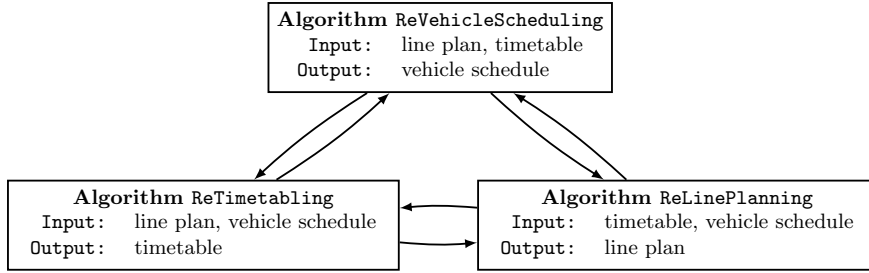 Algorithm ReVehicleScheduling
Input: line plan, timetable
Output: vehicle schedule
Algorithm ReTimetabling
Input: line plan, vehicle schedule
Output: timetable
Algorithm ReLinePlanning
Input: timetable, vehicle schedule
Output: line plan